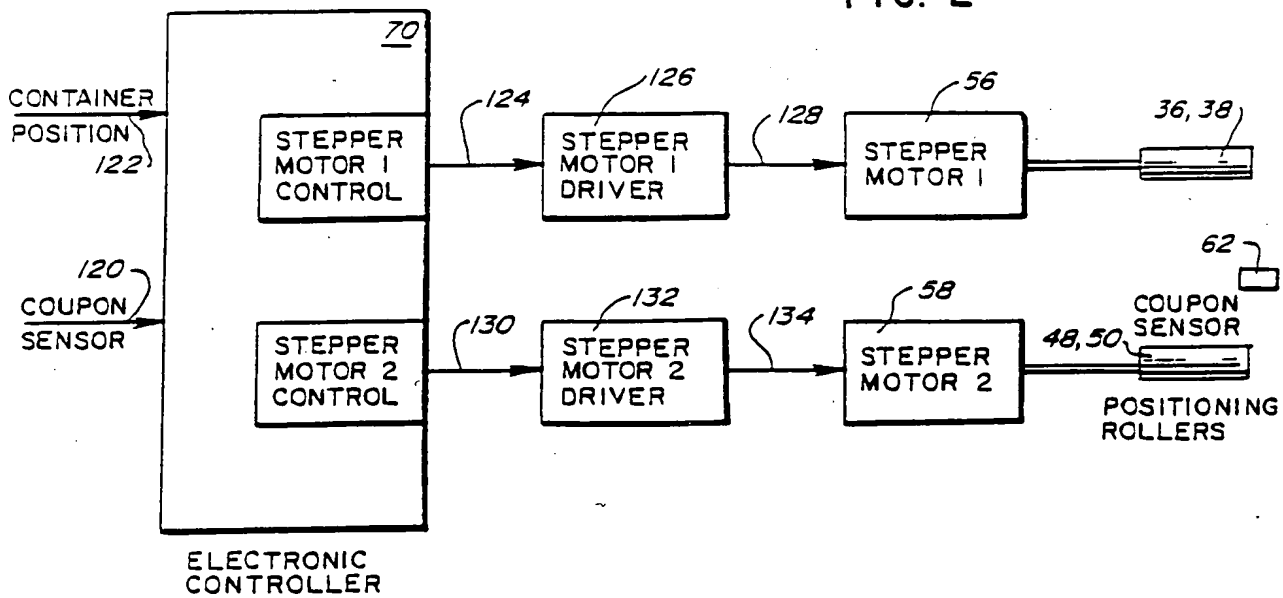 FIG. 2
70
CONTAINER
POSITION
122
124
126
128
56
36, 38
STEPPER
MOTOR 1
CONTROL
STEPPER
MOTOR 1
DRIVER
STEPPER
MOTOR 1
62
120
COUPON
SENSOR
130
132
134
58
COUPON
SENSOR
48, 50
STEPPER
MOTOR 2
CONTROL
STEPPER
MOTOR 2
DRIVER
STEPPER
MOTOR 2
POSITIONING
ROLLERS
ELECTRONIC
CONTROLLER